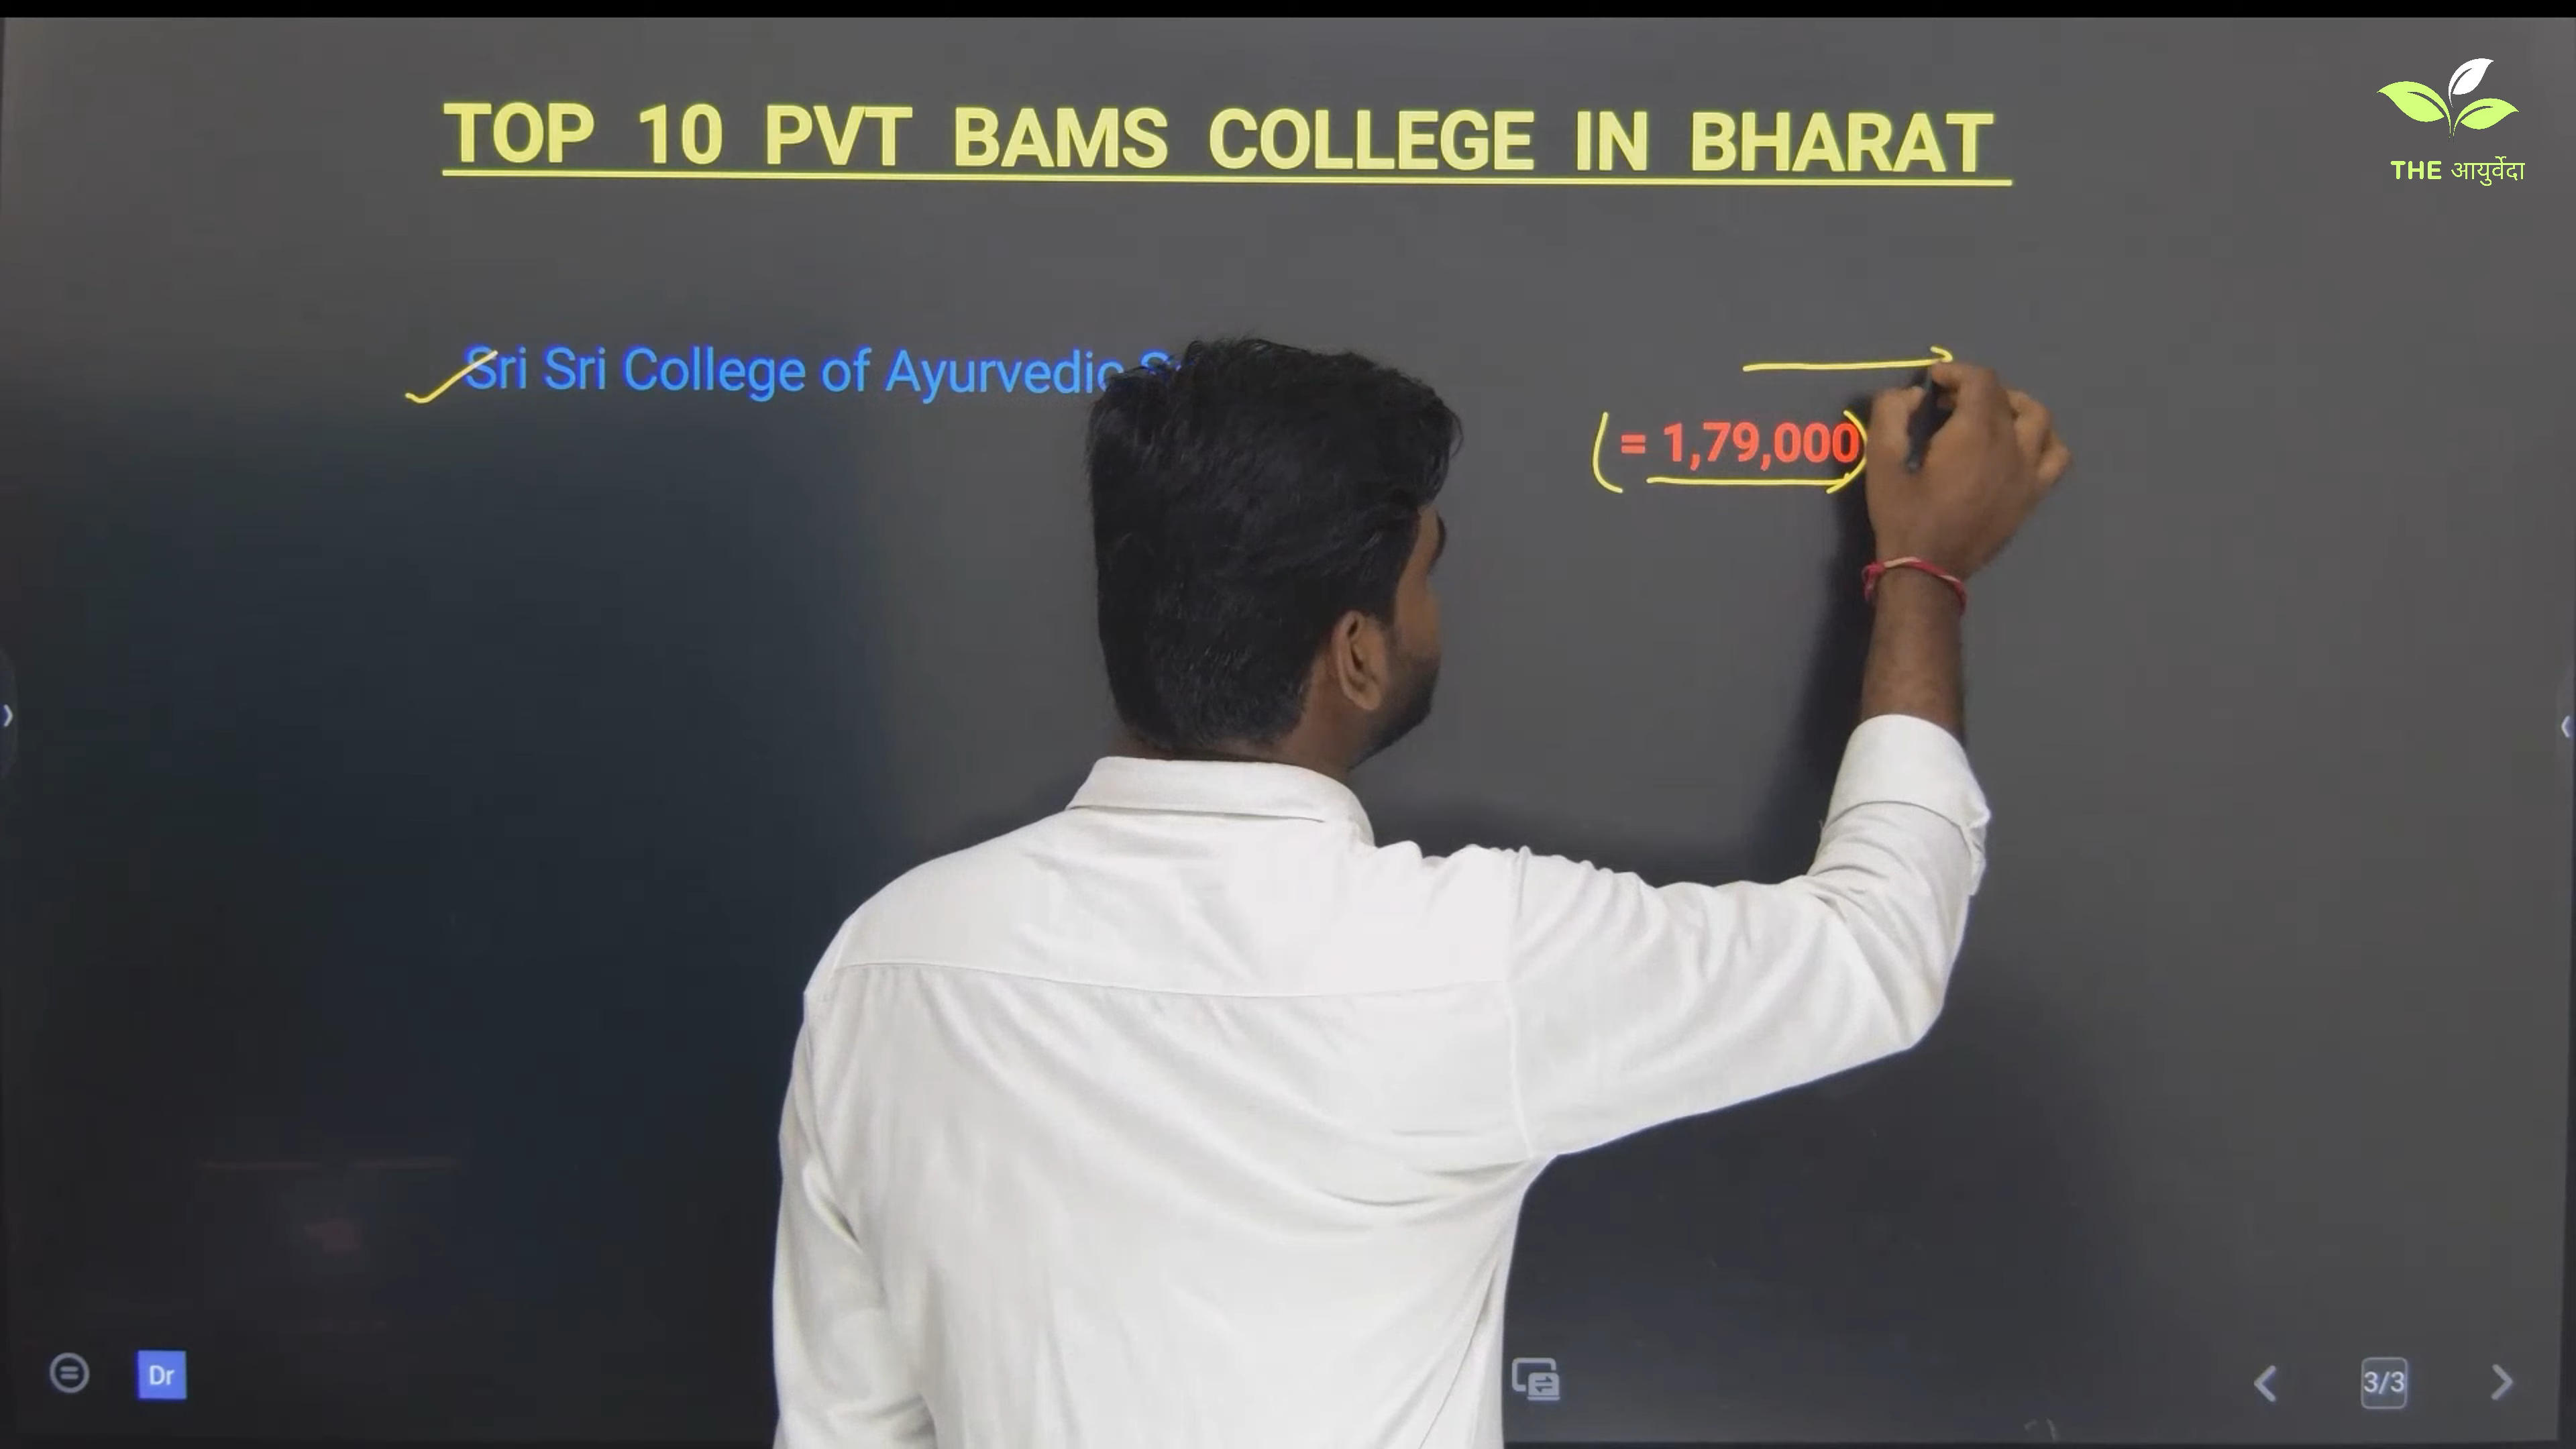 TOP 10 PVT BAMS COLLEGE IN BHARAT
THE आयुर्वेदा
Sri Sri College of Ayurvedic
(= 1,79,000)
Dr
3/3